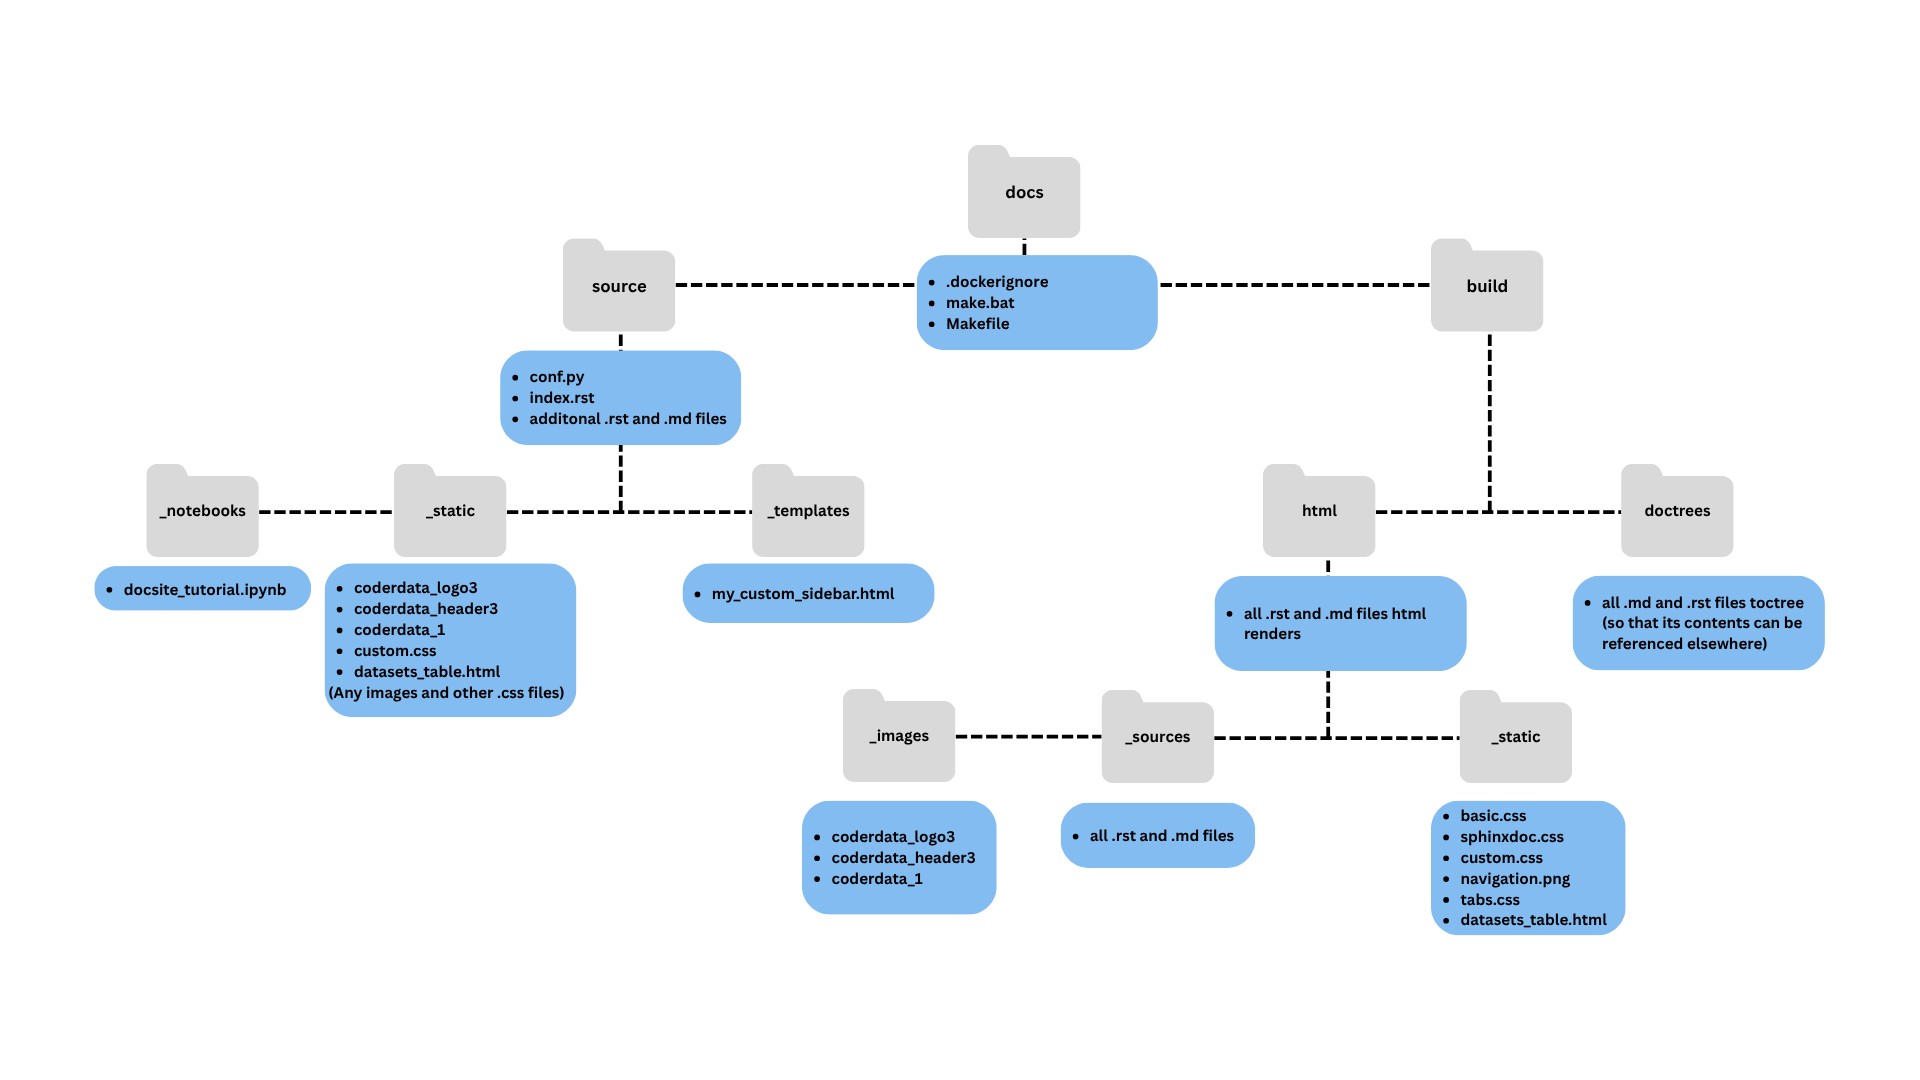 docs
source
• .dockerignore
• make.bat
• Makefile
build
• conf.py
• index.rst
• additonal .rst and .md files
_notebooks
_static
_templates
html
doctrees
• docsite_tutorial.ipynb
• coderdata_logo3
• coderdata_header3
• coderdata_1
• custom.css
• datasets_table.html
(Any images and other .css files)
• my_custom_sidebar.html
• all .rst and .md files html
renders
• all .md and .rst files toctree
(so that its contents can be
referenced elsewhere)
_images
_sources
_static
• coderdata_logo3
• coderdata_header3
• coderdata_1
• all .rst and .md files
• basic.css
• sphinxdoc.css
• custom.css
• navigation.png
• tabs.css
• datasets_table.html